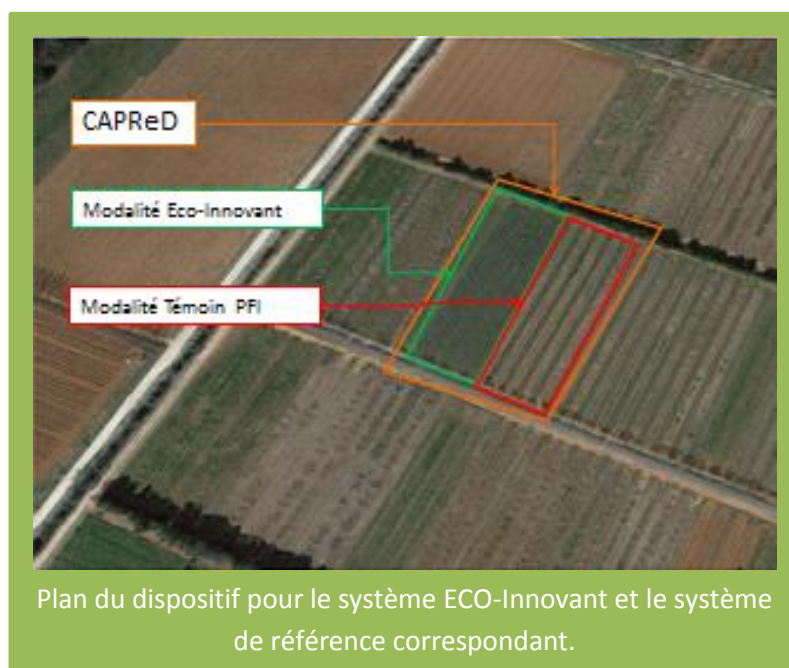 CAPReD
Modalité Eco-Innovant
Modalité Témoin PFI
Plan du dispositif pour le système ECO-Innovant et le système
de référence correspondant.